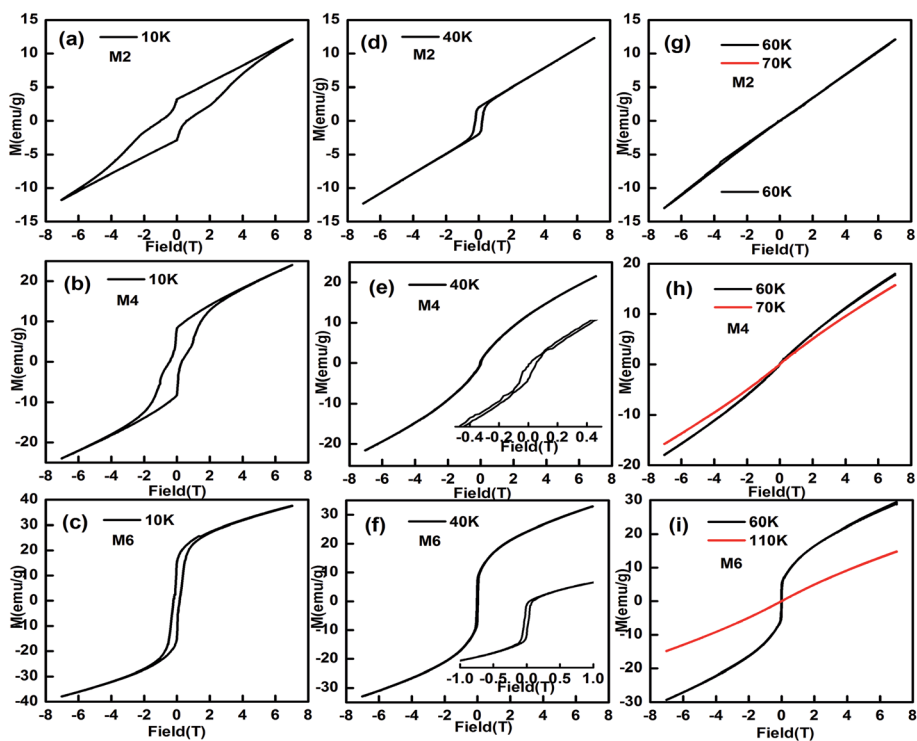 (a)
10K
M2
15
10
5
0
-5
-10
-15
M(emu/g)
-8 -6 -4 -2 0 2 4 6 8
Field(T)
(d)
40K
M2
15
10
5
0
-5
-10
-15
M(emu/g)
-8 -6 -4 -2 0 2 4 6 8
Field(T)
(g)
60K
70K
M2
60K
15
10
5
0
-5
-10
-15
M(emu/g)
-8 -6 -4 -2 0 2 4 6 8
Field(T)
(b)
10K
M4
20
10
0
-10
-20
M(emu/g)
-8 -6 -4 -2 0 2 4 6 8
Field(T)
(e)
40K
M4
20
10
0
-10
-20
M(emu/g)
-0.4 -0.2 0.0 0.2 0.4
Field(T)
-8 -6 -4 -2 0 2 4 6 8
Field(T)
(h)
60K
70K
M4
20
10
0
-10
-20
M(emu/g)
-8 -6 -4 -2 0 2 4 6 8
Field(T)
(c)
10K
M6
40
30
20
10
0
-10
-20
-30
-40
M(emu/g)
-8 -6 -4 -2 0 2 4 6 8
Field(T)
(f)
40K
M6
30
20
10
0
-10
-20
-30
M(emu/g)
-1.0 -0.5 0.0 0.5 1.0
Field(T)
-8 -6 -4 -2 0 2 4 6 8
Field(T)
(i)
60K
110K
M6
30
20
10
0
-10
-20
-30
M(emu/g)
-8 -6 -4 -2 0 2 4 6 8
Field(T)